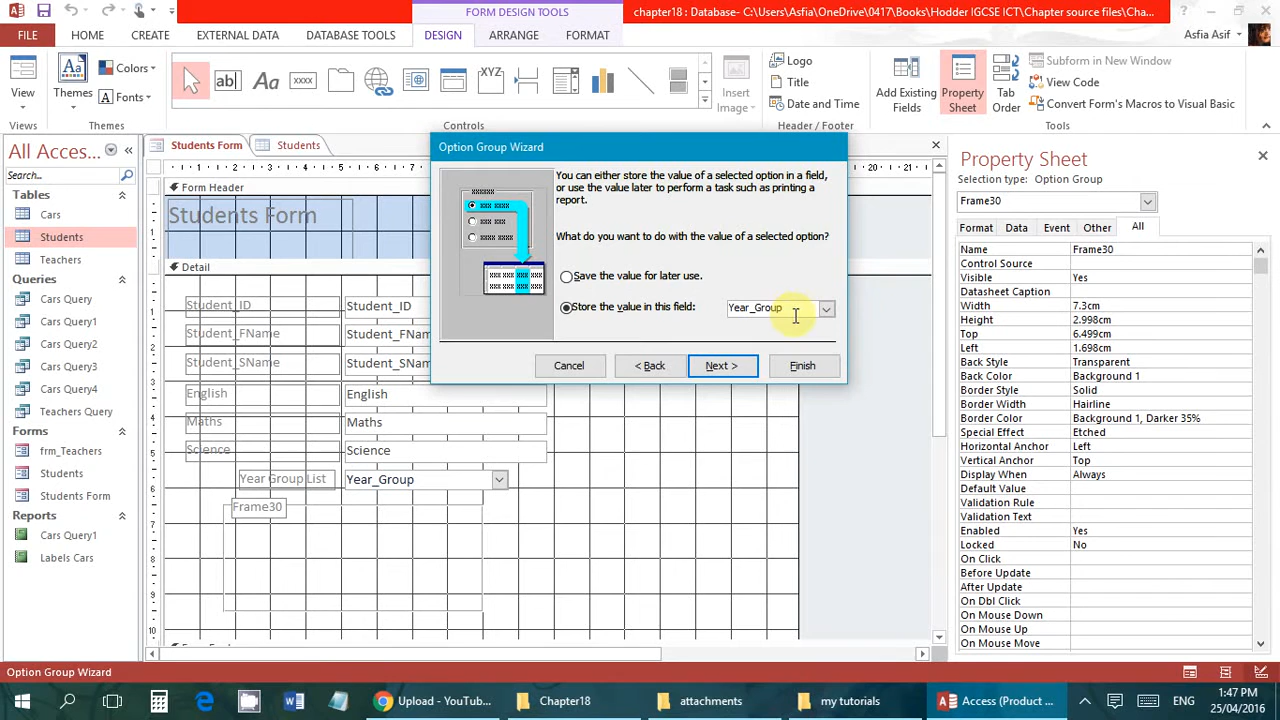 FORM DESIGN TOOLS
chapter18 : Database- C:\Users\Asfia\OneDrive\0417\Books\Hodder IGCSE ICT\Chapter source files\Cha...
FILE HOME CREATE EXTERNAL DATA DATABASE TOOLS DESIGN ARRANGE FORMAT Asfia Asif
View
Views
Themes
Colors
Fonts
Themes
ab|
Aa
XXXX
XYZ
Controls
Insert
Image
Logo
Title
Date and Time
Header / Footer
Add Existing
Fields
Property
Sheet
Tab
Order
Subform in New Window
View Code
Convert Form's Macros to Visual Basic
Tools
All Acces...
Search...
Tables
Cars
Students
Teachers
Queries
Cars Query
Cars Query1
Cars Query2
Cars Query3
Cars Query4
Teachers Query
Forms
frm_Teachers
Students
Students Form
Reports
Cars Query1
Labels Cars
Students Form
Students
Form Header
Students Form
Detail
Student_ID Student_ID
Student_FName Student_FNam
Student_SName Student_SNam
English English
Maths Maths
Science Science
Year Group List Year_Group
Frame30
Option Group Wizard
You can either store the value of a selected option in a field,
or use the value later to perform a task such as printing a
report.
What do you want to do with the value of a selected option?
Save the value for later use.
Store the value in this field: Year_Group
Cancel < Back Next > Finish
Property Sheet
Selection type: Option Group
Frame30
Format Data Event Other All
Name Frame30
Control Source
Visible Yes
Datasheet Caption
Width 7.3cm
Height 2.998cm
Top 6.499cm
Left 1.698cm
Back Style Transparent
Back Color Background 1
Border Style Solid
Border Width Hairline
Border Color Background 1, Darker 35%
Special Effect Etched
Horizontal Anchor Left
Vertical Anchor Top
Display When Always
Default Value
Validation Rule
Validation Text
Enabled Yes
Locked No
On Click
Before Update
After Update
On Dbl Click
On Mouse Down
On Mouse Up
On Mouse Move
Option Group Wizard
Upload - YouTub...
Chapter18
attachments
my tutorials
Access (Product ...
ENG
1:47 PM
25/04/2016